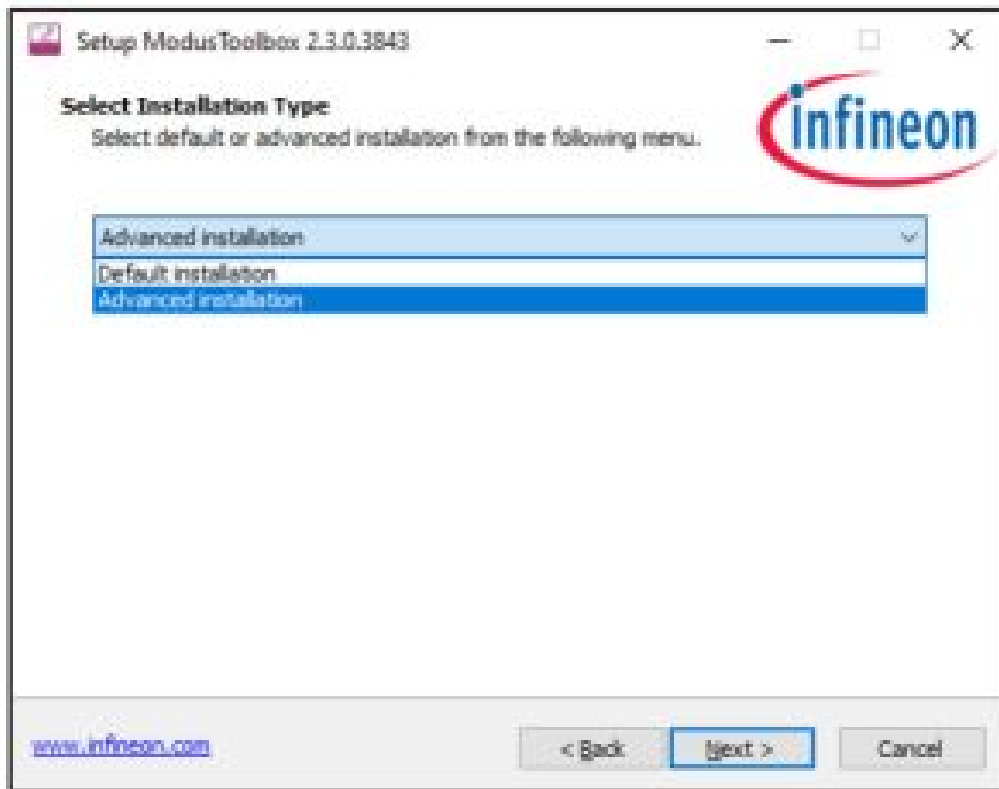 Setup ModusToolbox 2.3.0.3843
Select Installation Type
Select default or advanced installation from the following menu.
infineon
Advanced installation
Default installation
Advanced installation
www.infineon.com
< Back
Next >
Cancel